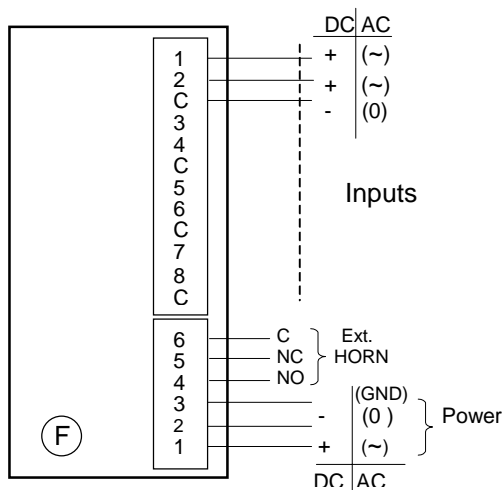 DC AC
1 + (~)
2 + (~)
C - (0)
3
4
C
5
6
C
7
8
C
Inputs
6 C Ext.
5 NC HORN
4 NO
3 (GND)
2 - (0 ) Power
1 + (~)
DC AC
F